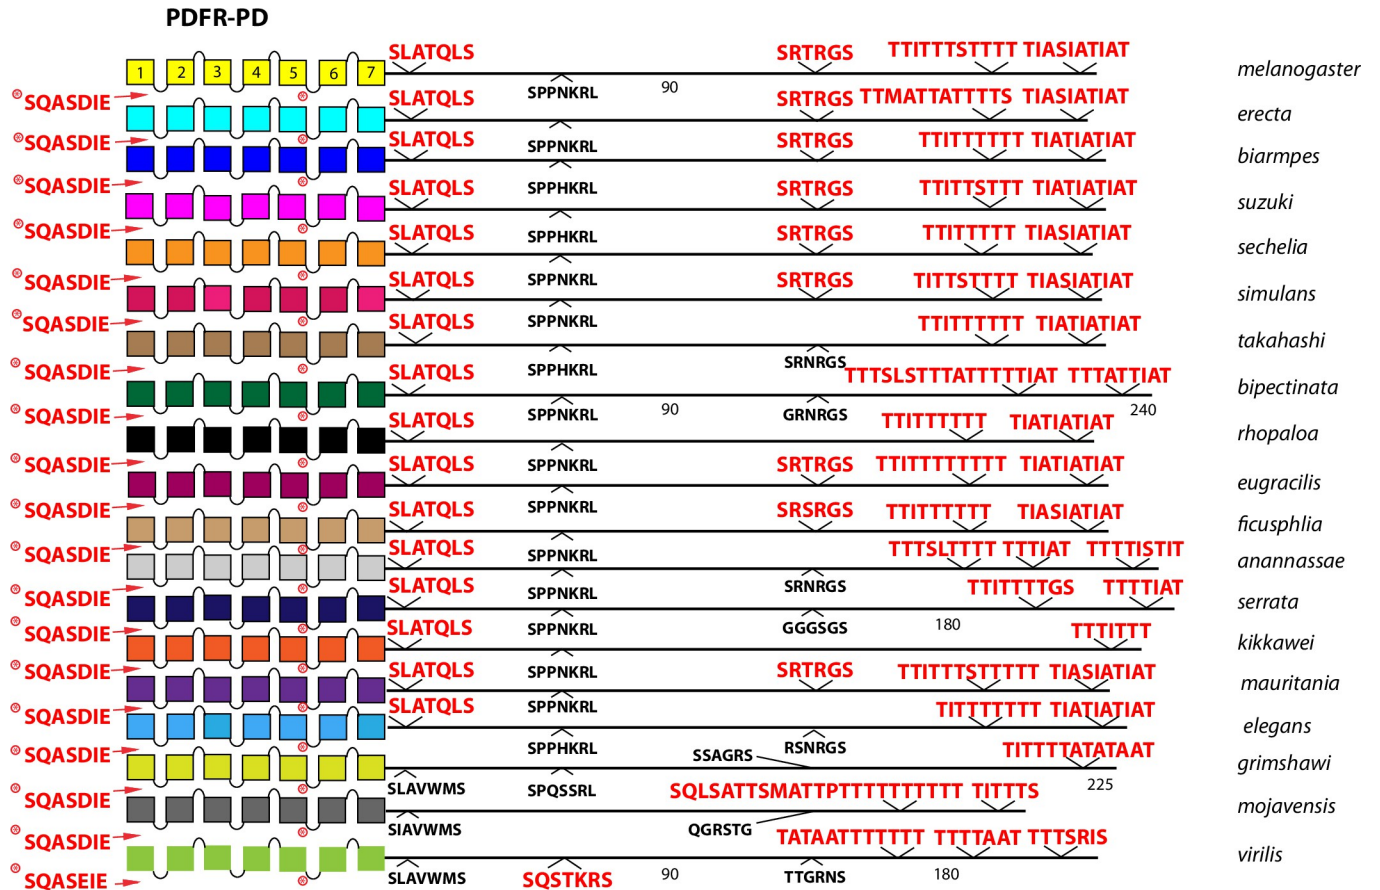 PDFR-PD
SLATQLS SRTRGS TTITTTSTTTT TIASIATIAT
1 2 3 4 5 6 7 melanogaster
SQASDIE SPPNKRL 90
SLATQLS SRTRGS TTMATTATTTTS TIASIATIAT
erecta
SQASDIE SPPNKRL
SLATQLS SRTRGS TTITTTTTT TIATIATIAT
biarmpes
SQASDIE SPPHKRL
SLATQLS SRTRGS TTITTSTTT TIATIATIAT
suzuki
SQASDIE SPPHKRL
SLATQLS SRTRGS TTITTTTT TIASIATIAT
sechelia
SQASDIE SPPNKRL
SLATQLS SRTRGS TITTSTTTT TIASIATIAT
simulans
SQASDIE SPPNKRL
SLATQLS TTITTTTTT TIATIATIAT
takahashi
SQASDIE SPPHKRL SRNRGS
SLATQLS TTTSLSTTTATTTTTIAT TTTATTIAT
bipectinata
SQASDIE SPPNKRL 90 GRNRGS 240
SLATQLS TTITTTTTT TIATIATIAT
rhopaloa
SQASDIE SPPNKRL
SLATQLS SRTRGS TTITTTTTTTT TIATIATIAT
eugracilis
SQASDIE SPPNKRL
SLATQLS SRSRGS TTITTTTTT TIASIATIAT
ficusphlia
SQASDIE SPPNKRL
SLATQLS TTTSLTTTT TTTIAT TTTTISTIT
anannassae
SQASDIE SPPNKRL SRNRGS
SLATQLS TTITTTTGS TTTTIAT
serrata
SQASDIE SPPNKRL GGGSGS 180
SLATQLS TTTITTT
kikkawei
SQASDIE SPPNKRL
SLATQLS SRTRGS TTITTTSTTTTT TIASIATIAT
mauritania
SQASDIE SPPNKRL
SLATQLS TITTTTTTT TIATIATIAT
elegans
SQASDIE SPPHKRL RSNRGS
SSAGRS TITTTTATATAAT
grimshawi
SQASDIE SLAVWMS SPQSSRL 225
SQLSATTSMATTPTTTTTTTTTT TITTTS
mojavensis
SQASDIE SIAVWMS QGRSTG
TATAATTTTTTT TTTTAAT TTTSRIS
virilis
SQASEIE SLAVWMS SQSTKRS 90 TTGRNS 180